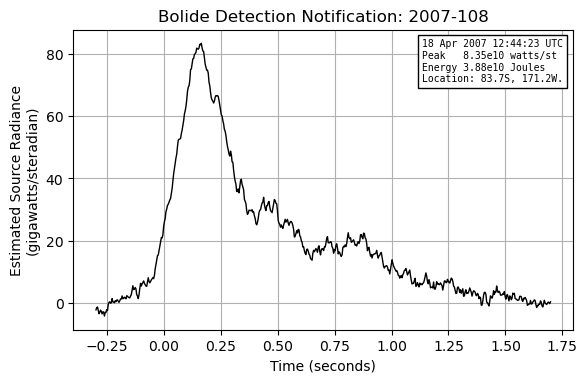 Bolide Detection Notification: 2007-108
18 Apr 2007 12:44:23 UTC
Peak   8.35e10 watts/st
Energy 3.88e10 Joules
Location: 83.7S, 171.2W.
Estimated Source Radiance
(gigawatts/steradian)
80
60
40
20
0
−0.25 0.00 0.25 0.50 0.75 1.00 1.25 1.50 1.75
Time (seconds)